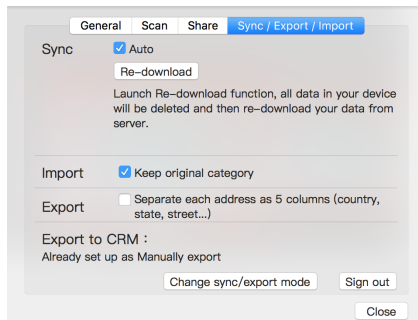 General Scan Share Sync / Export / Import
Sync Auto
Re-download
Launch Re-download function, all data in your device
will be deleted and then re-download your data from
server.
Import Keep original category
Export Separate each address as 5 columns (country,
state, street...)
Export to CRM：
Already set up as Manually export
Change sync/export mode Sign out
Close